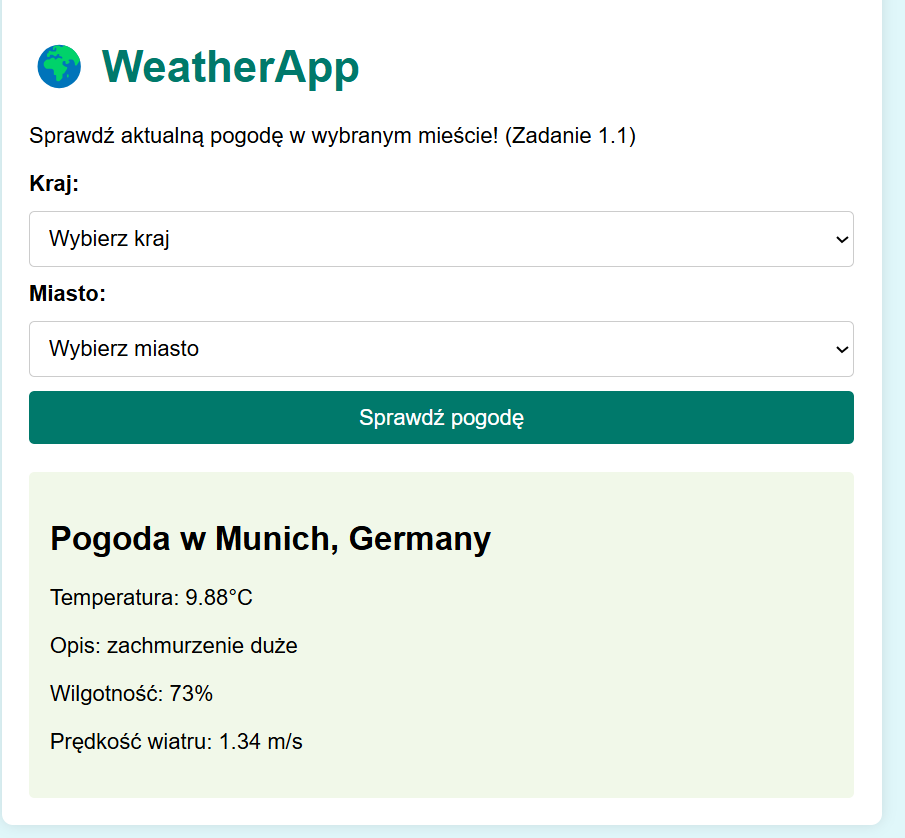 WeatherApp
Sprawdź aktualną pogodę w wybranym mieście! (Zadanie 1.1)
Kraj:
Wybierz kraj
Miasto:
Wybierz miasto
Sprawdź pogodę
Pogoda w Munich, Germany
Temperatura: 9.88°C
Opis: zachmurzenie duże
Wilgotność: 73%
Prędkość wiatru: 1.34 m/s